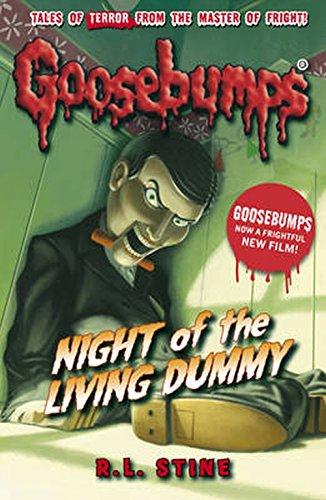 TALES OF TERROR FROM THE MASTER OF FRIGHT!
Goosebumps®
GOOSEBUMPS
NOW A FRIGHTFUL
NEW FILM!
NIGHT of the
LIVING DUMMY
R.L. STINE